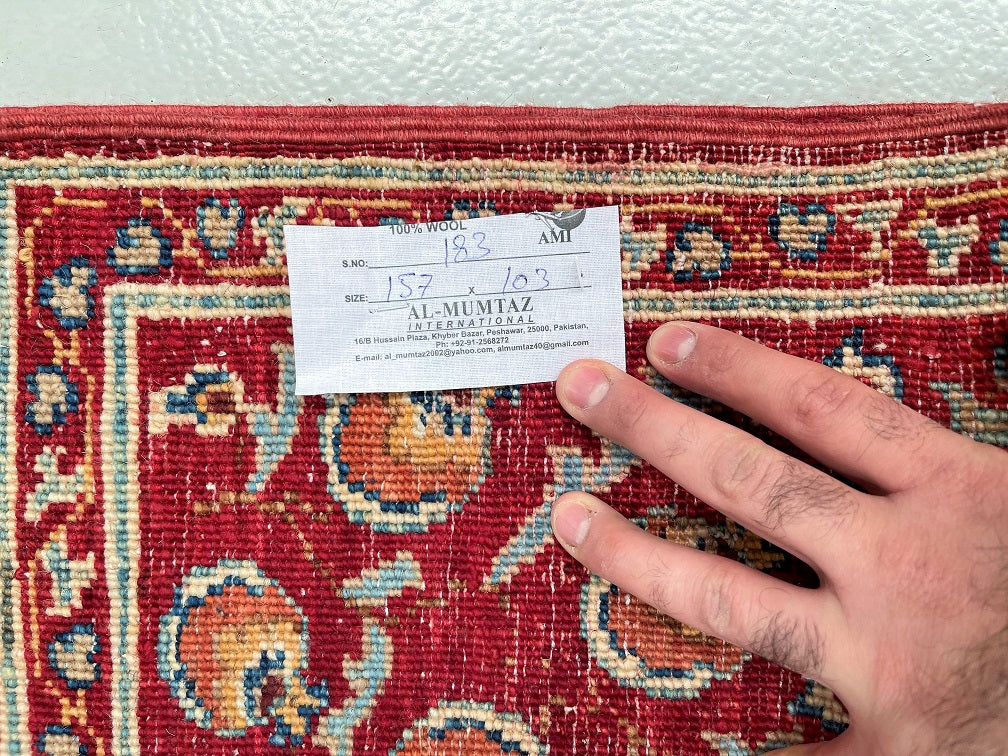 100% WOOL
AMI
S.NO: 183
SIZE: 157 x 103
AL-MUMTAZ
INTERNATIONAL
16/B Hussain Plaza, Khyber Bazar, Peshawar, 25000, Pakistan,
Ph: +92-91-2568272
E-mail: al_mumtaz2002@yahoo.com, almumtaz40@gmail.com